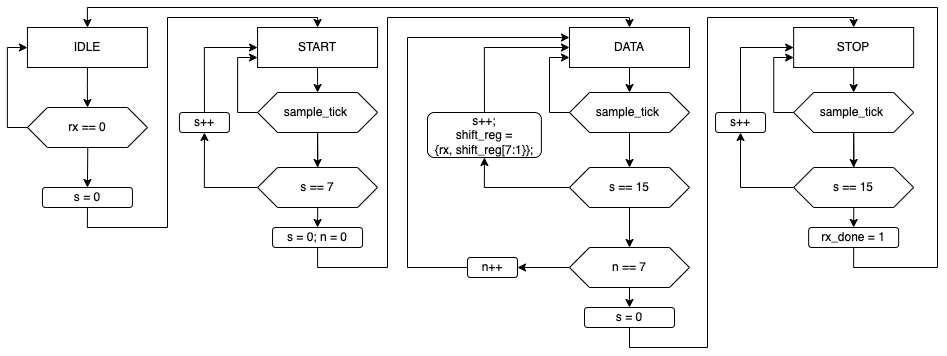 IDLE
rx == 0
s = 0
START
sample_tick
s++
s == 7
s = 0; n = 0
DATA
sample_tick
s++;
shift_reg =
{rx, shift_reg[7:1]};
s == 15
n == 7
n++
s = 0
STOP
sample_tick
s++
s == 15
rx_done = 1